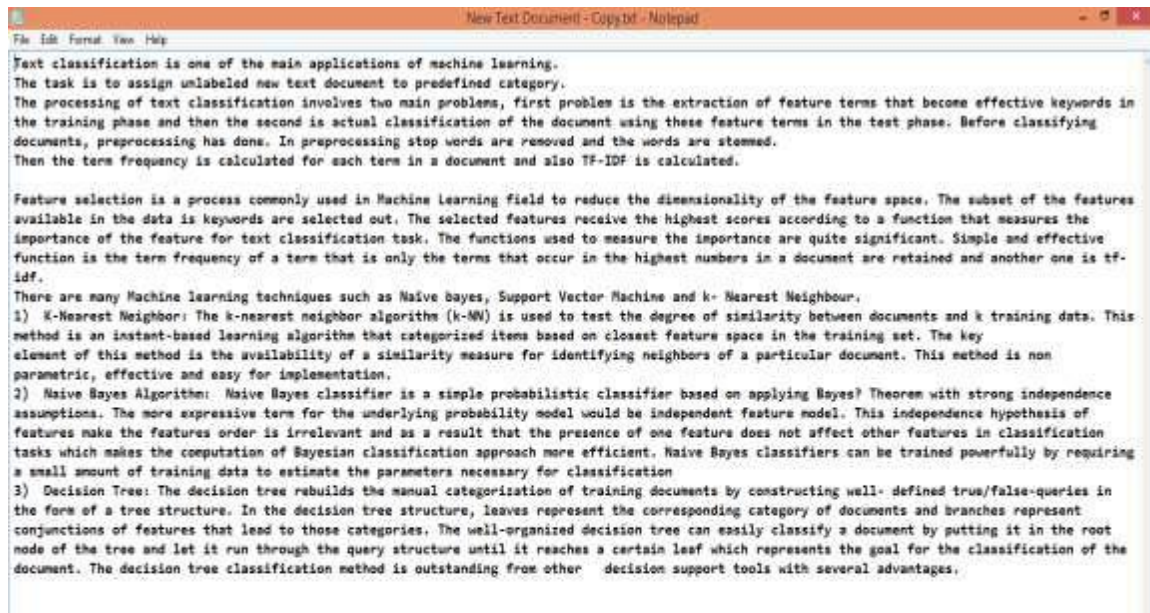 New Text Document - Copy.txt - Notepad
File Edit Format View Help
Text classification is one of the main applications of machine learning.
The task is to assign unlabeled new text document to predefined category.
The processing of text classification involves two main problems, first problem is the extraction of feature terms that become effective keywords in
the training phase and then the second is actual classification of the document using these feature terms in the test phase. Before classifying
documents, preprocessing has done. In preprocessing stop words are removed and the words are stemmed.
Then the term frequency is calculated for each term in a document and also TF-IDF is calculated.
Feature selection is a process commonly used in Machine Learning field to reduce the dimensionality of the feature space. The subset of the features
available in the data is keywords are selected out. The selected features receive the highest scores according to a function that measures the
importance of the feature for text classification task. The functions used to measure the importance are quite significant. Simple and effective
function is the term frequency of a term that is only the terms that occur in the highest numbers in a document are retained and another one is tf-
idf.
There are many Machine learning techniques such as Naïve bayes, Support Vector Machine and k- Nearest Neighbour.
1) K-Nearest Neighbor: The k-nearest neighbor algorithm (k-NN) is used to test the degree of similarity between documents and k training data. This
method is an instant-based learning algorithm that categorized items based on closest feature space in the training set. The key
element of this method is the availability of a similarity measure for identifying neighbors of a particular document. This method is non
parametric, effective and easy for implementation.
2) Naïve Bayes Algorithm: Naïve Bayes classifier is a simple probabilistic classifier based on applying Bayes? Theorem with strong independence
assumptions. The more expressive term for the underlying probability model would be independent feature model. This independence hypothesis of
features make the features order is irrelevant and as a result that the presence of one feature does not affect other features in classification
tasks which makes the computation of Bayesian classification approach more efficient. Naïve Bayes classifiers can be trained powerfully by requiring
a small amount of training data to estimate the parameters necessary for classification
3) Decision Tree: The decision tree rebuilds the manual categorization of training documents by constructing well- defined true/false-queries in
the form of a tree structure. In the decision tree structure, leaves represent the corresponding category of documents and branches represent
conjunctions of features that lead to those categories. The well-organized decision tree can easily classify a document by putting it in the root
node of the tree and let it run through the query structure until it reaches a certain leaf which represents the goal for the classification of the
document. The decision tree classification method is outstanding from other decision support tools with several advantages.